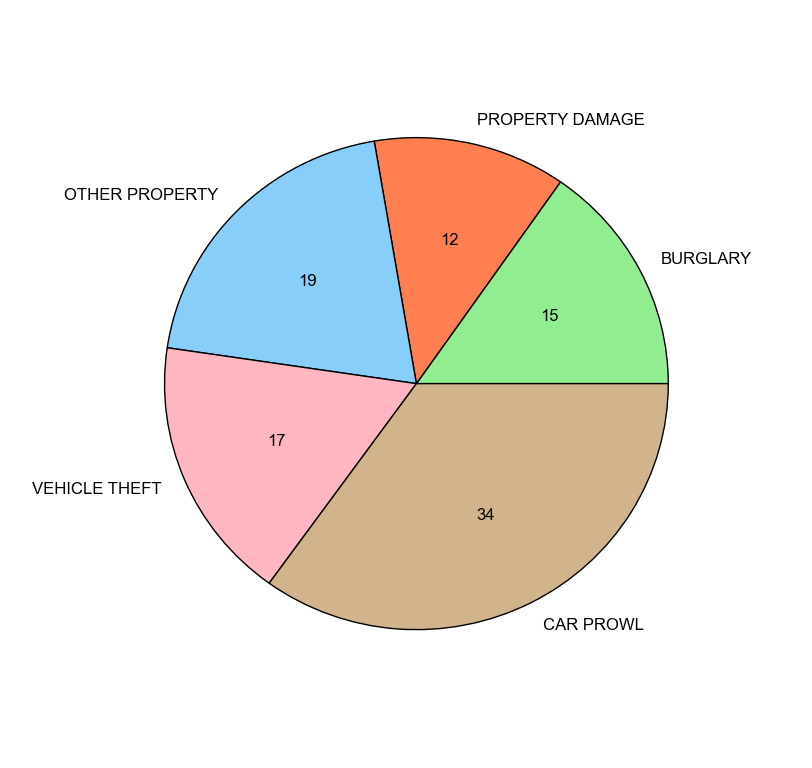 PROPERTY DAMAGE
OTHER PROPERTY
12
BURGLARY
19
15
17
VEHICLE THEFT
34
CAR PROWL